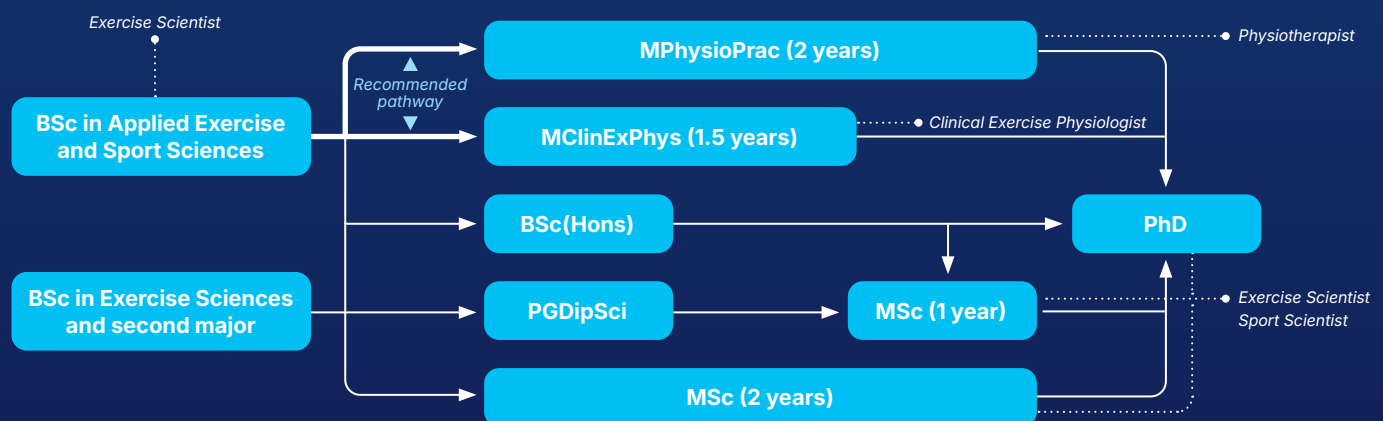 Exercise Scientist
MPhysioPrac (2 years)
Physiotherapist
Recommended
pathway
BSc in Applied Exercise
and Sport Sciences
MClinExPhys (1.5 years)
Clinical Exercise Physiologist
BSc(Hons)
PhD
BSc in Exercise Sciences
and second major
PGDipSci
MSc (1 year)
Exercise Scientist
Sport Scientist
MSc (2 years)